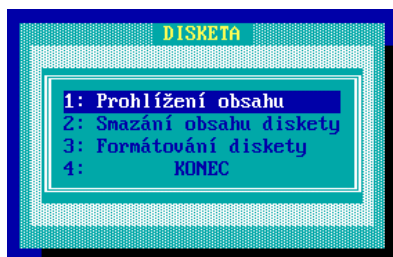 DISKETA
1: Prohlížení obsahu
2: Smazání obsahu diskety
3: Formátování diskety
4: KONEC